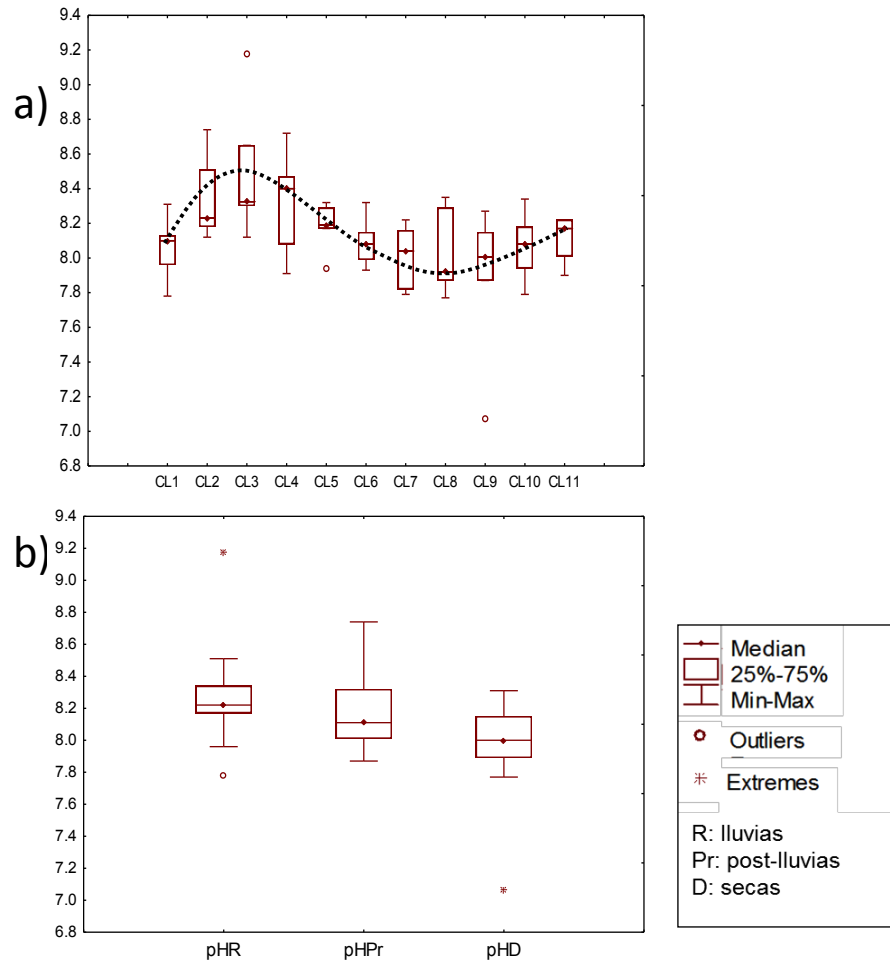 a)
9.4
9.2
9.0
8.8
8.6
8.4
8.2
8.0
7.8
7.6
7.4
7.2
7.0
6.8
CL1 CL2 CL3 CL4 CL5 CL6 CL7 CL8 CL9 CL10 CL11
b)
9.4
9.2
9.0
8.8
8.6
8.4
8.2
8.0
7.8
7.6
7.4
7.2
7.0
6.8
pHR pHPr pHD
Median
25%-75%
Min-Max
Outliers
Extremes
R: lluvias
Pr: post-lluvias
D: secas